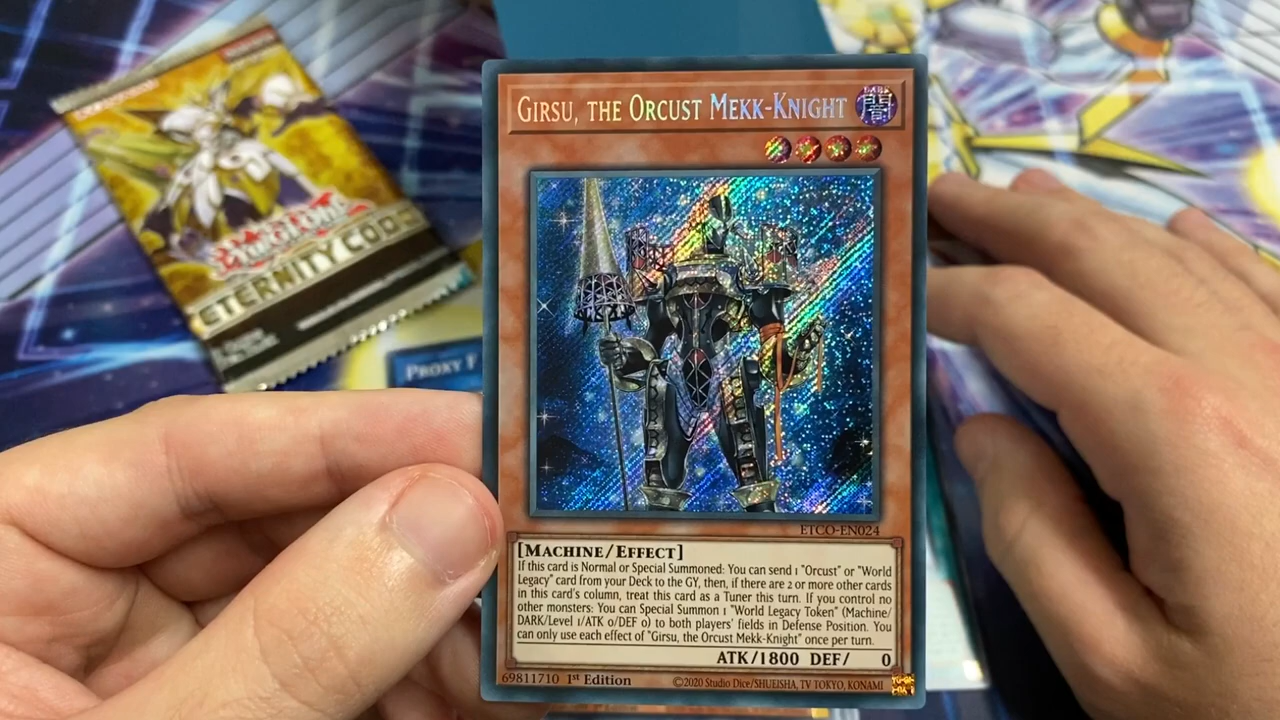 GIRSU, THE ORCUST MEKK-KNIGHT
DARK
闇
ETCO-EN024
[MACHINE/EFFECT]
If this card is Normal or Special Summoned: You can send 1 "Orcust" or "World
Legacy" card from your Deck to the GY, then, if there are 2 or more other cards
in this card's column, treat this card as a Tuner this turn. If you control no
other monsters: You can Special Summon 1 "World Legacy Token" (Machine/
DARK/Level 1/ATK 0/DEF 0) to both players' fields in Defense Position. You
can only use each effect of "Girsu, the Orcust Mekk-Knight" once per turn.
ATK/1800 DEF/ 0
69811710 1st Edition ©2020 Studio Dice/SHUEISHA, TV TOKYO, KONAMI
YU-GI-OH!
ETERNITY CODE
PROXY F